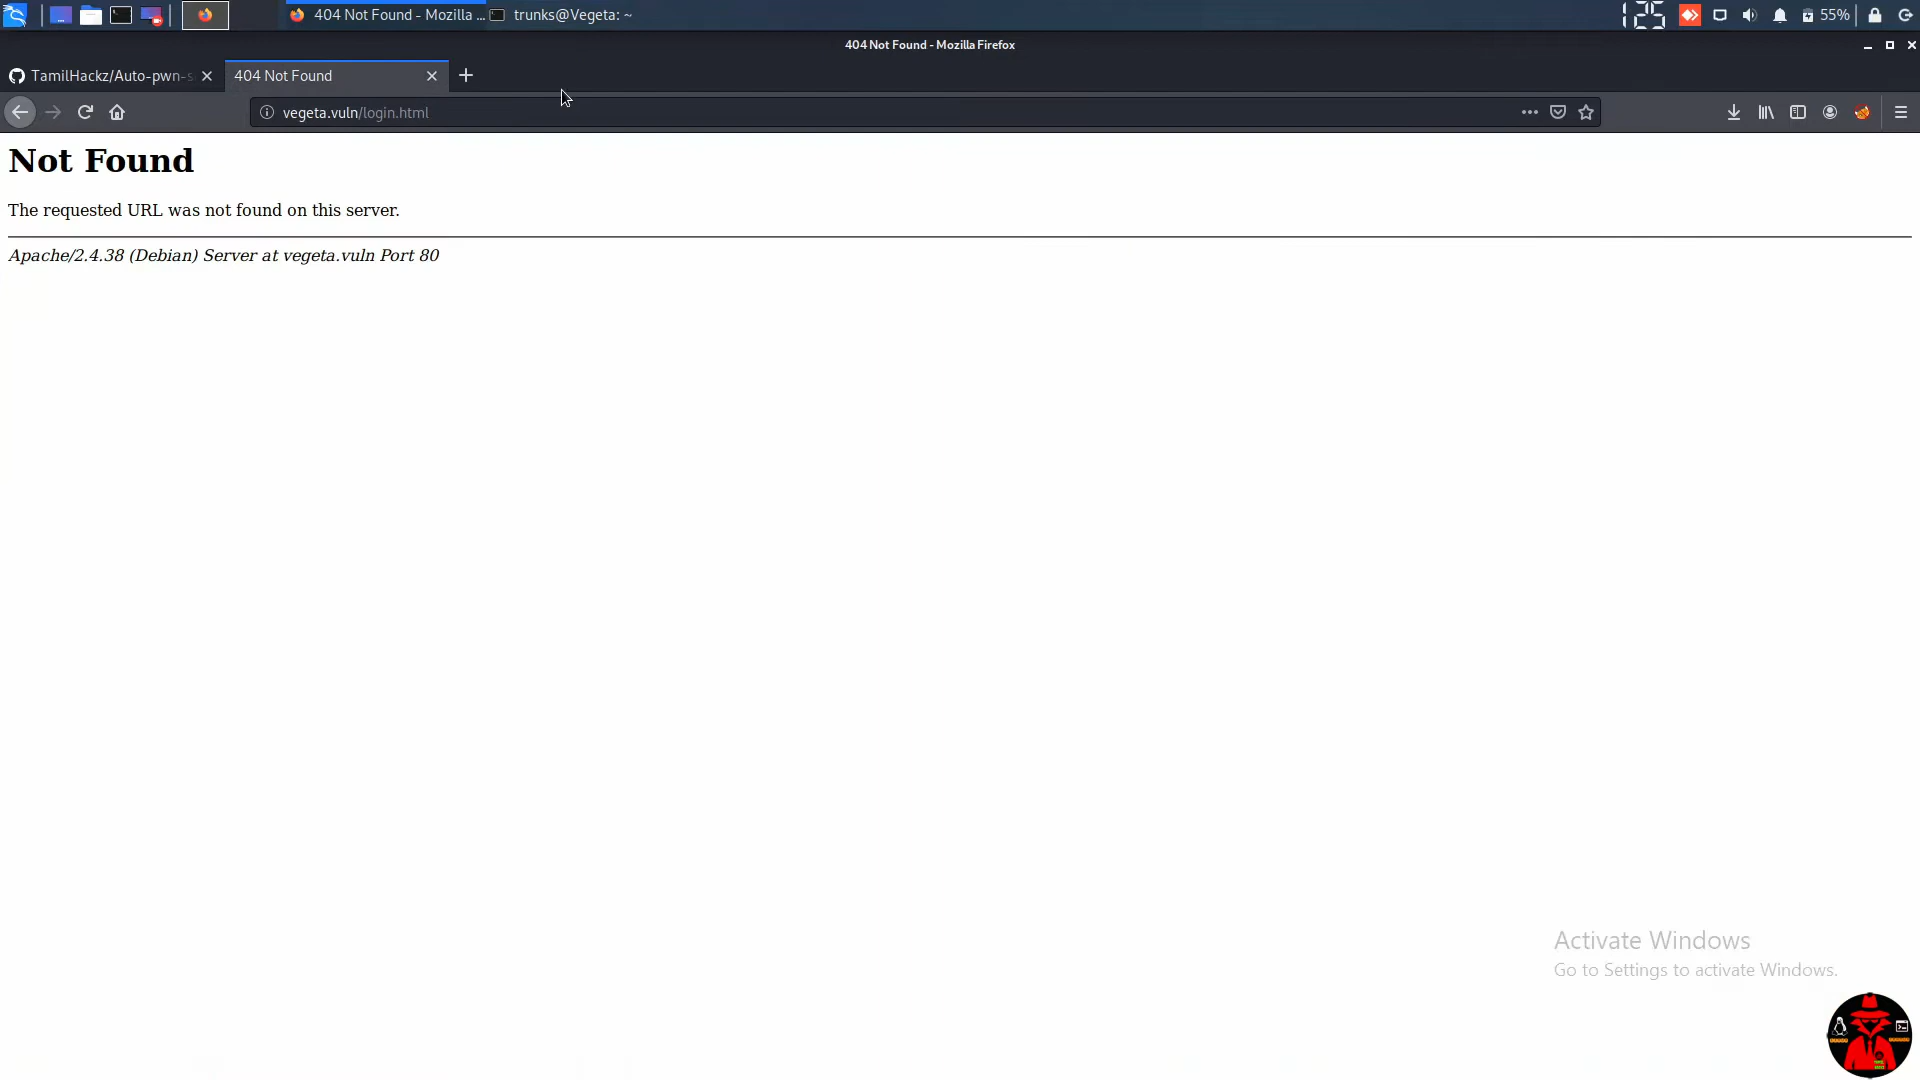 404 Not Found - Mozilla ...
trunks@Vegeta: ~
1:25
55%
404 Not Found - Mozilla Firefox
TamilHackz/Auto-pwn-s
404 Not Found
vegeta.vuln/login.html
Not Found
The requested URL was not found on this server.
Apache/2.4.38 (Debian) Server at vegeta.vuln Port 80
Activate Windows
Go to Settings to activate Windows.